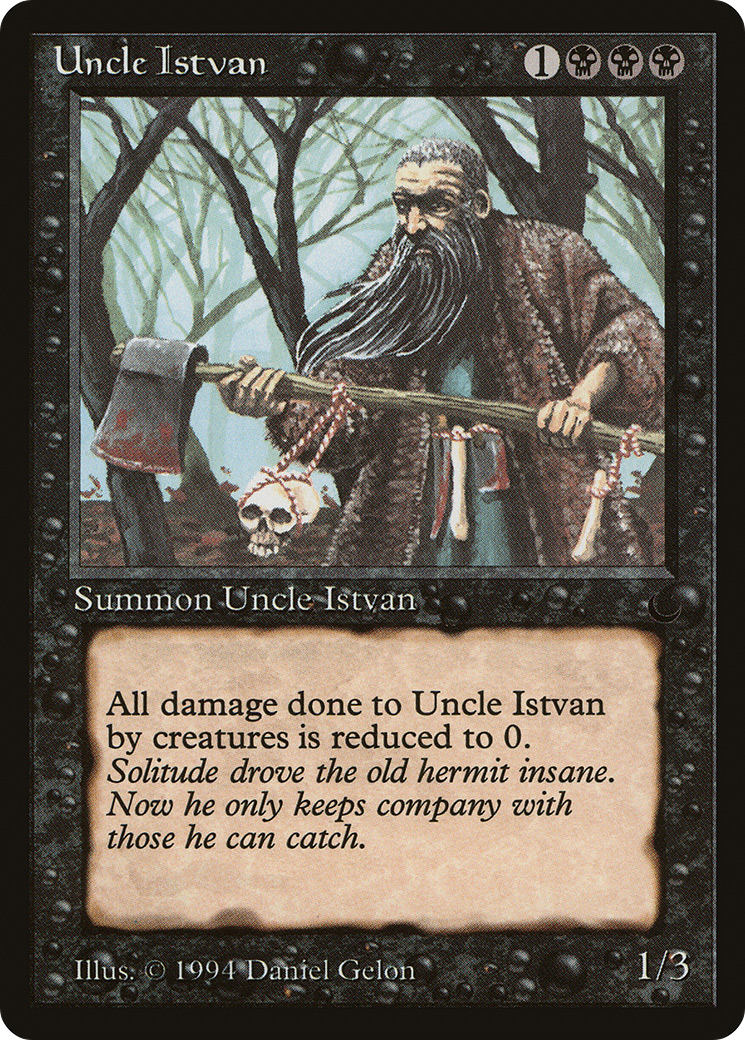 Uncle Istvan 1
Summon Uncle Istvan
All damage done to Uncle Istvan
by creatures is reduced to 0.
Solitude drove the old hermit insane.
Now he only keeps company with
those he can catch.
Illus. © 1994 Daniel Gelon 1/3